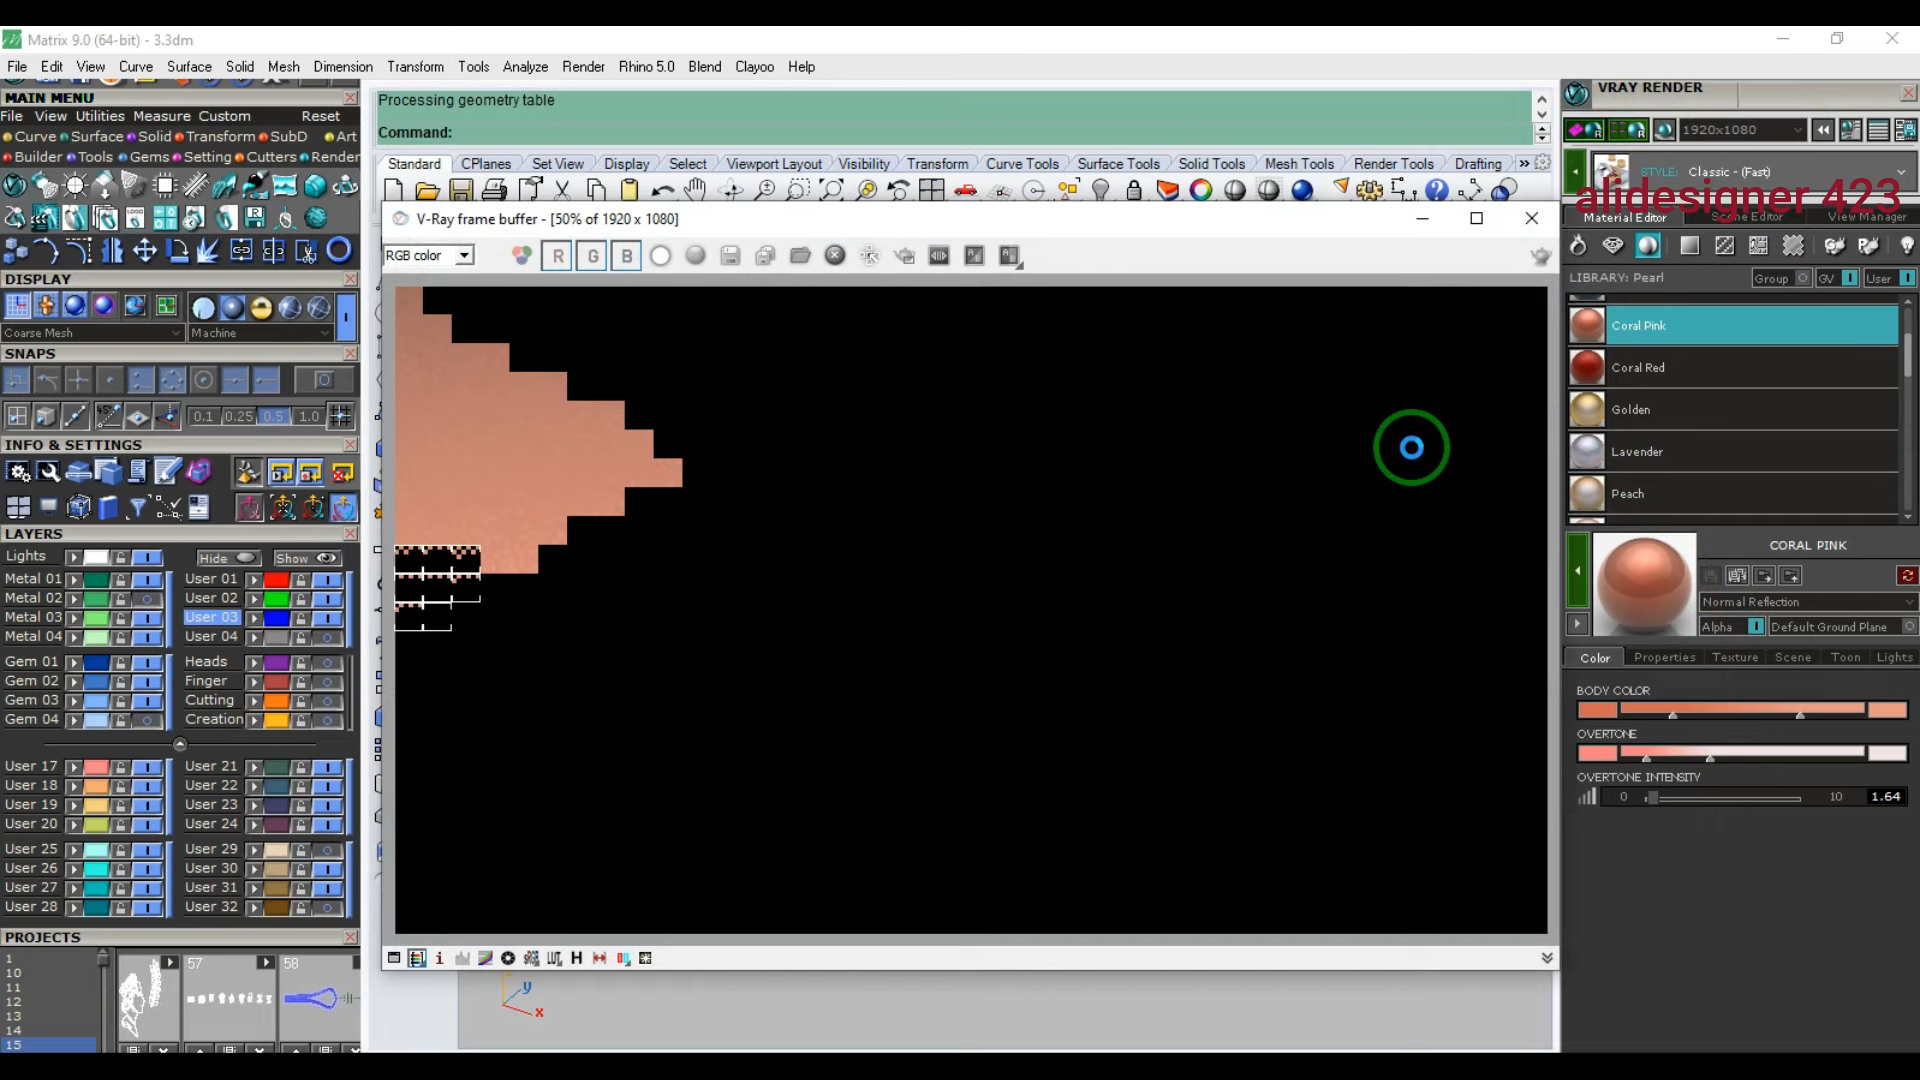 Matrix 9.0 (64-bit) - 3.3dm
File Edit View Curve Surface Solid Mesh Dimension Transform Tools Analyze Render Rhino 5.0 Blend Clayoo Help
MAIN MENU
File View Utilities Measure Custom Reset
Curve Surface Solid Transform SubD Art
Builder Tools Gems Setting Cutters Render
DISPLAY
Coarse Mesh Machine
SNAPS
0.1 0.25 0.5 1.0
INFO & SETTINGS
LAYERS
Lights Hide Show
Metal 01 User 01
Metal 02 User 02
Metal 03 User 03
Metal 04 User 04
Gem 01 Heads
Gem 02 Finger
Gem 03 Cutting
Gem 04 Creation
User 17 User 21
User 18 User 22
User 19 User 23
User 20 User 24
User 25 User 29
User 26 User 30
User 27 User 31
User 28 User 32
PROJECTS
1
10
11
12
13
14
15
57
58
Processing geometry table
Command:
Standard CPlanes Set View Display Select Viewport Layout Visibility Transform Curve Tools Surface Tools Solid Tools Mesh Tools Render Tools Drafting
V-Ray frame buffer - [50% of 1920 x 1080]
RGB color R G B
i sRGB LUT H
y
x
VRAY RENDER
1920x1080
STYLE: Classic - (Fast)
alidesigner 423
Material Editor Scene Editor View Manager
LIBRARY: Pearl Group GV User
Coral Pink
Coral Red
Golden
Lavender
Peach
CORAL PINK
Normal Reflection
Alpha Default Ground Plane
Color Properties Texture Scene Toon Lights
BODY COLOR
OVERTONE
OVERTONE INTENSITY
0 10 1.64